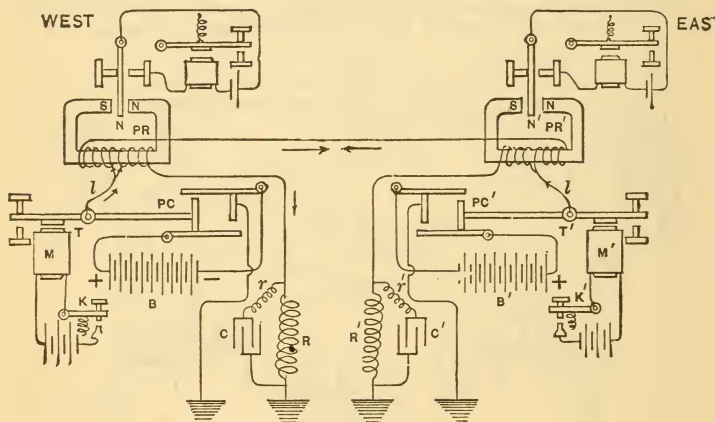 WEST
EAST
S N
N
PR
S N
N'
PR'
l
l
PC
PC'
T
T'
M
M'
+
B
−
B'
+
K
K'
r
r'
C
R
R'
C'